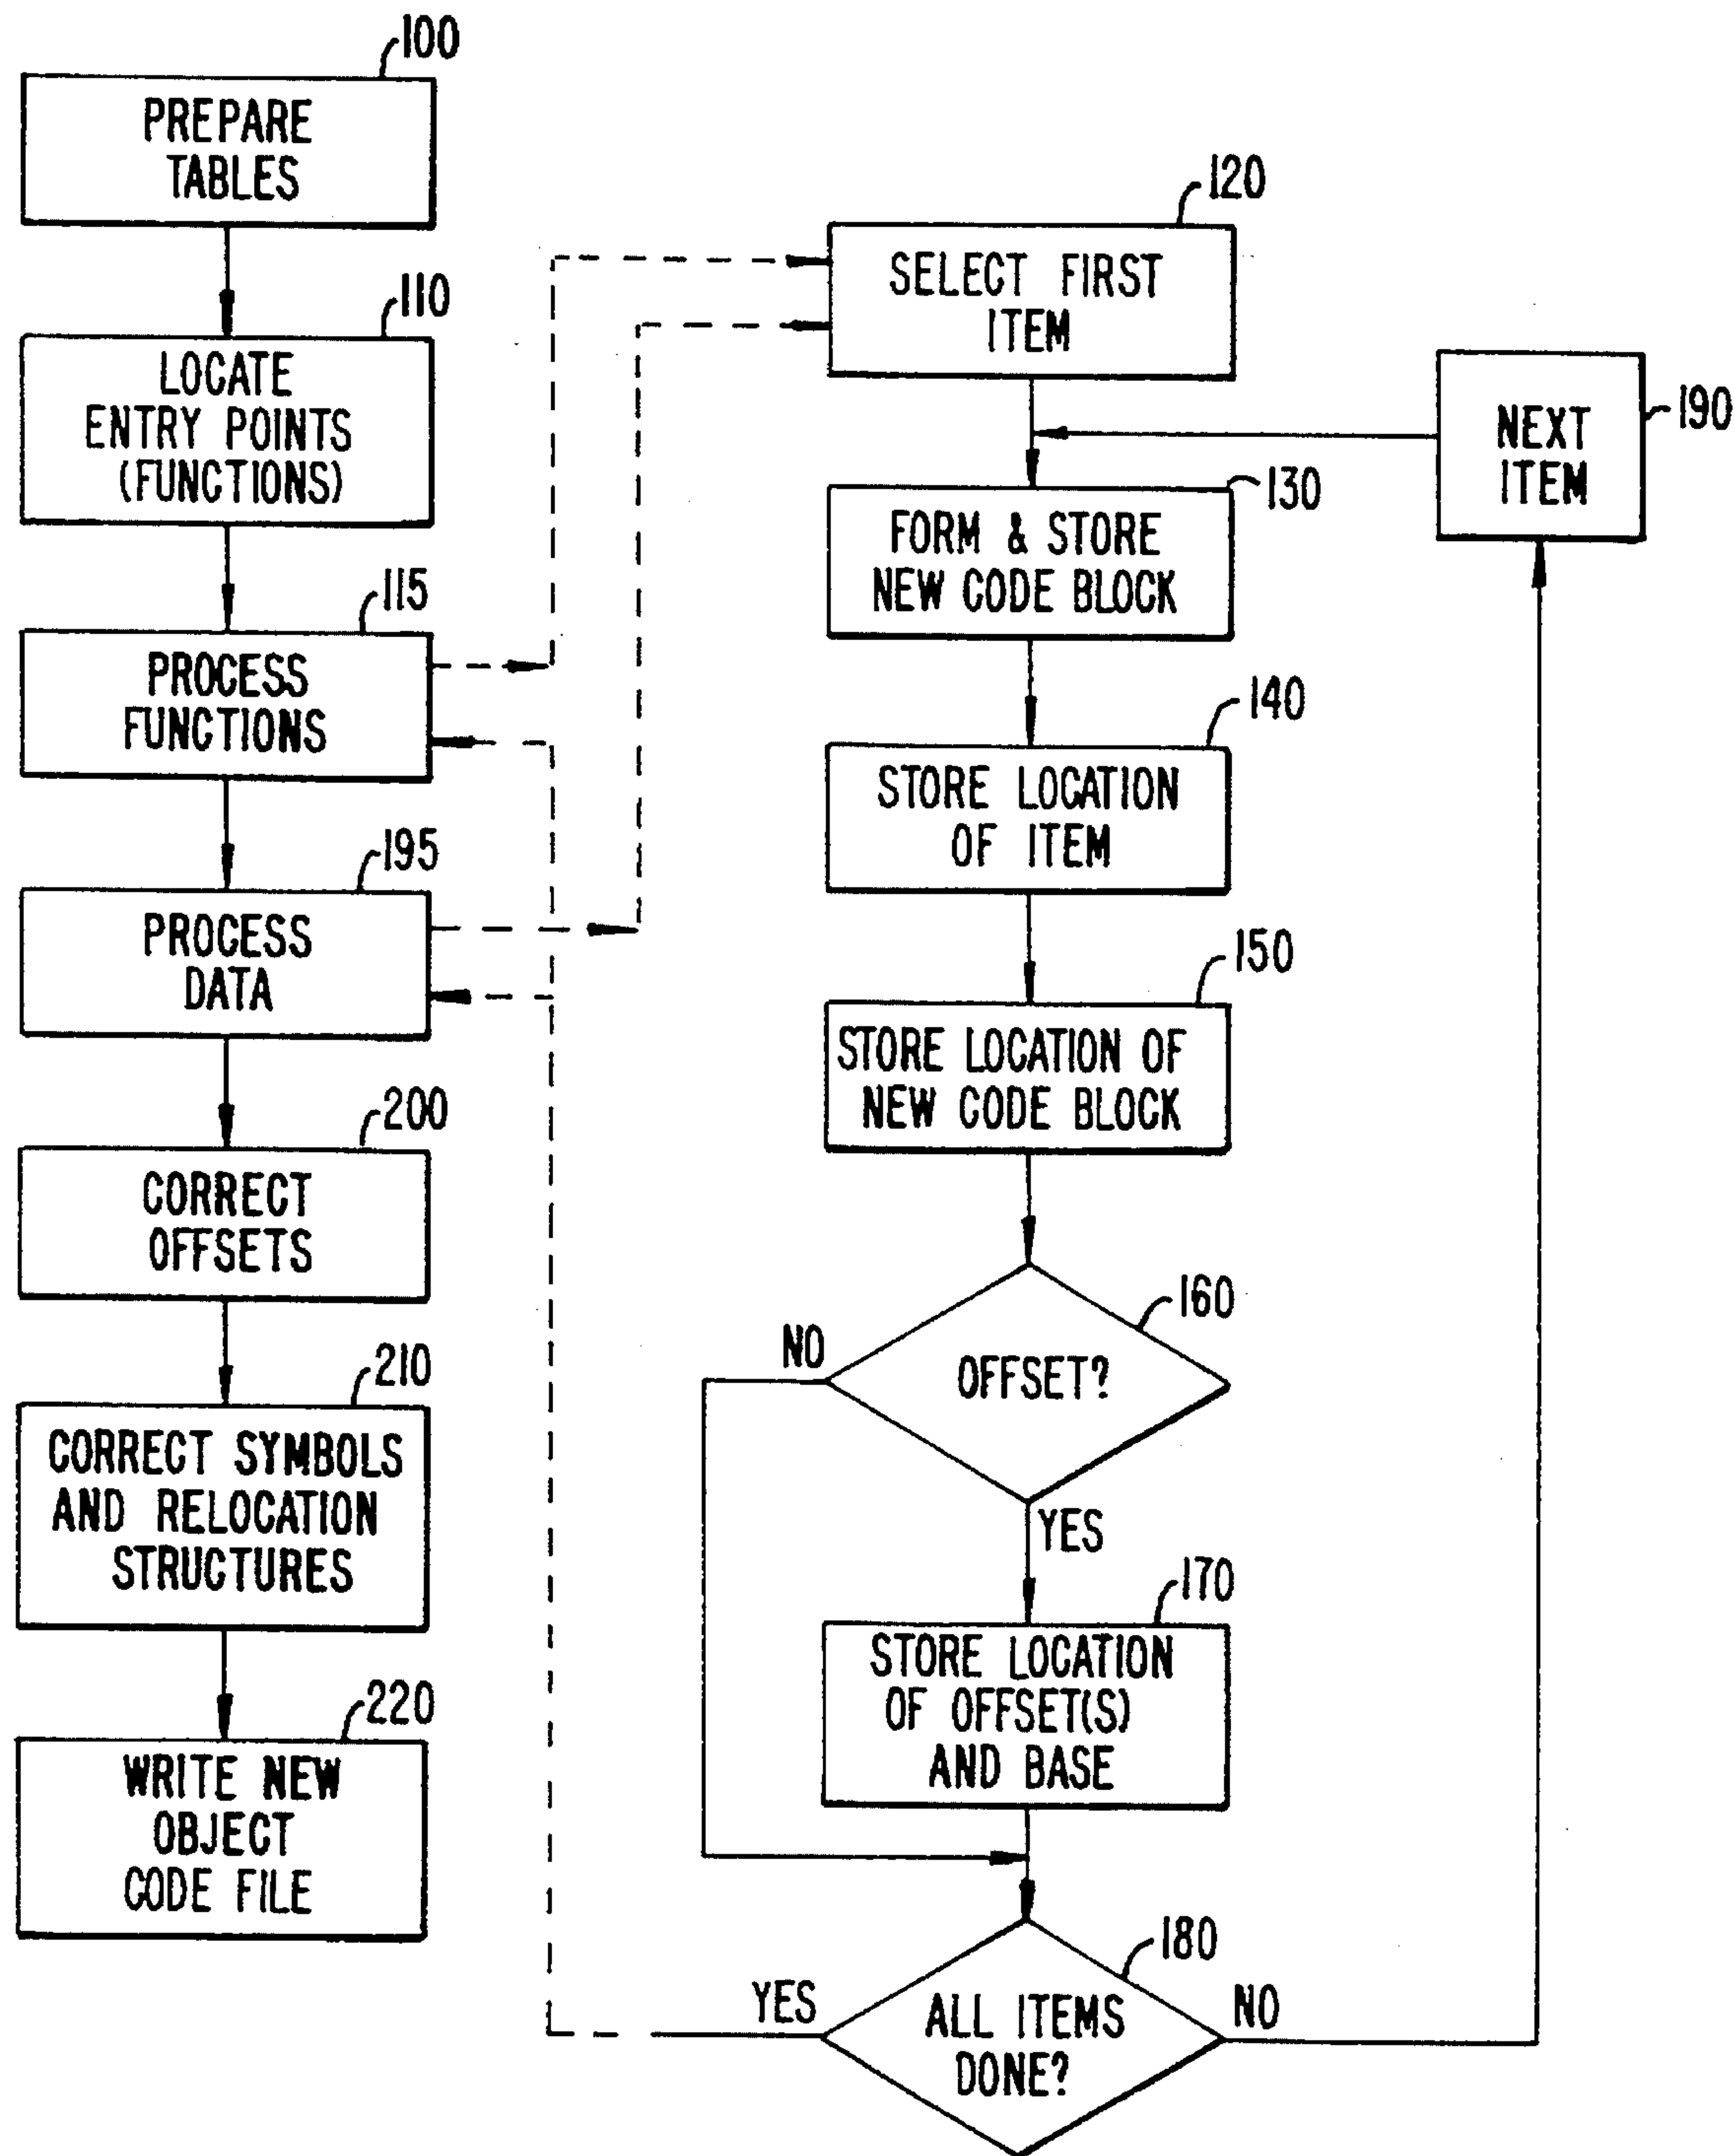 100
PREPARE
TABLES
110
LOCATE
ENTRY POINTS
(FUNCTIONS)
115
PROCESS
FUNCTIONS
195
PROCESS
DATA
200
CORRECT
OFFSETS
210
CORRECT SYMBOLS
AND RELOCATION
STRUCTURES
220
WRITE NEW
OBJECT
CODE FILE
120
SELECT FIRST
ITEM
190
NEXT
ITEM
130
FORM & STORE
NEW CODE BLOCK
140
STORE LOCATION
OF ITEM
150
STORE LOCATION OF
NEW CODE BLOCK
160
NO
OFFSET?
YES
170
STORE LOCATION
OF OFFSET(S)
AND BASE
180
YES
ALL ITEMS
DONE?
NO